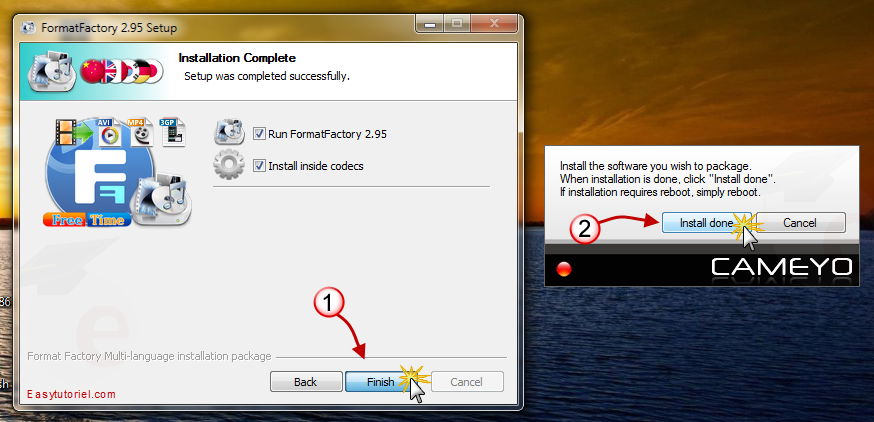 FormatFactory 2.95 Setup
Installation Complete
Setup was completed successfully.
AVI MP4 3GP
F
Free Time
Run FormatFactory 2.95
Install inside codecs
1
Format Factory Multi-language installation package
Back Finish Cancel
Easytutoriel.com
Install the software you wish to package.
When installation is done, click "Install done".
If installation requires reboot, simply reboot.
2
Install done Cancel
CAMEYO
e
86
sh